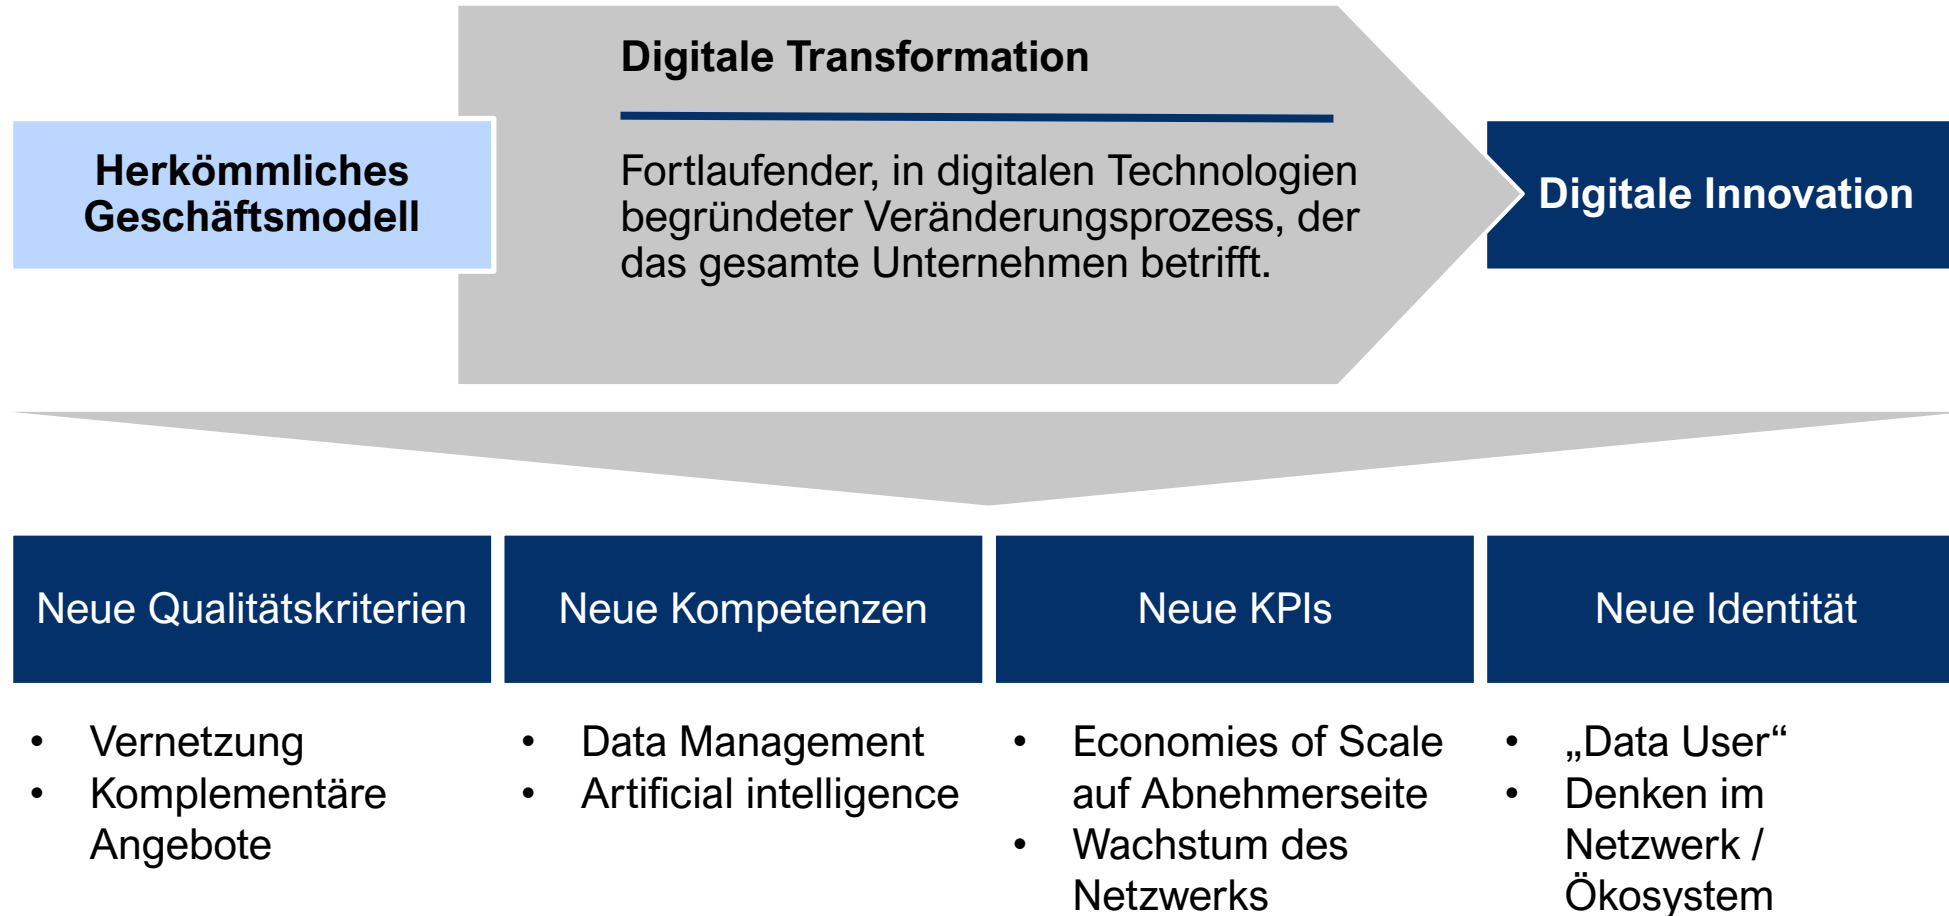 Digitale Transformation
Herkömmliches
Geschäftsmodell
Fortlaufender, in digitalen Technologien
begründeter Veränderungsprozess, der
das gesamte Unternehmen betrifft.
Digitale Innovation
Neue Qualitätskriterien
Neue Kompetenzen
Neue KPIs
Neue Identität
• Vernetzung
• Komplementäre
Angebote
• Data Management
• Artificial intelligence
• Economies of Scale
auf Abnehmerseite
• Wachstum des
Netzwerks
• „Data User“
• Denken im
Netzwerk /
Ökosystem